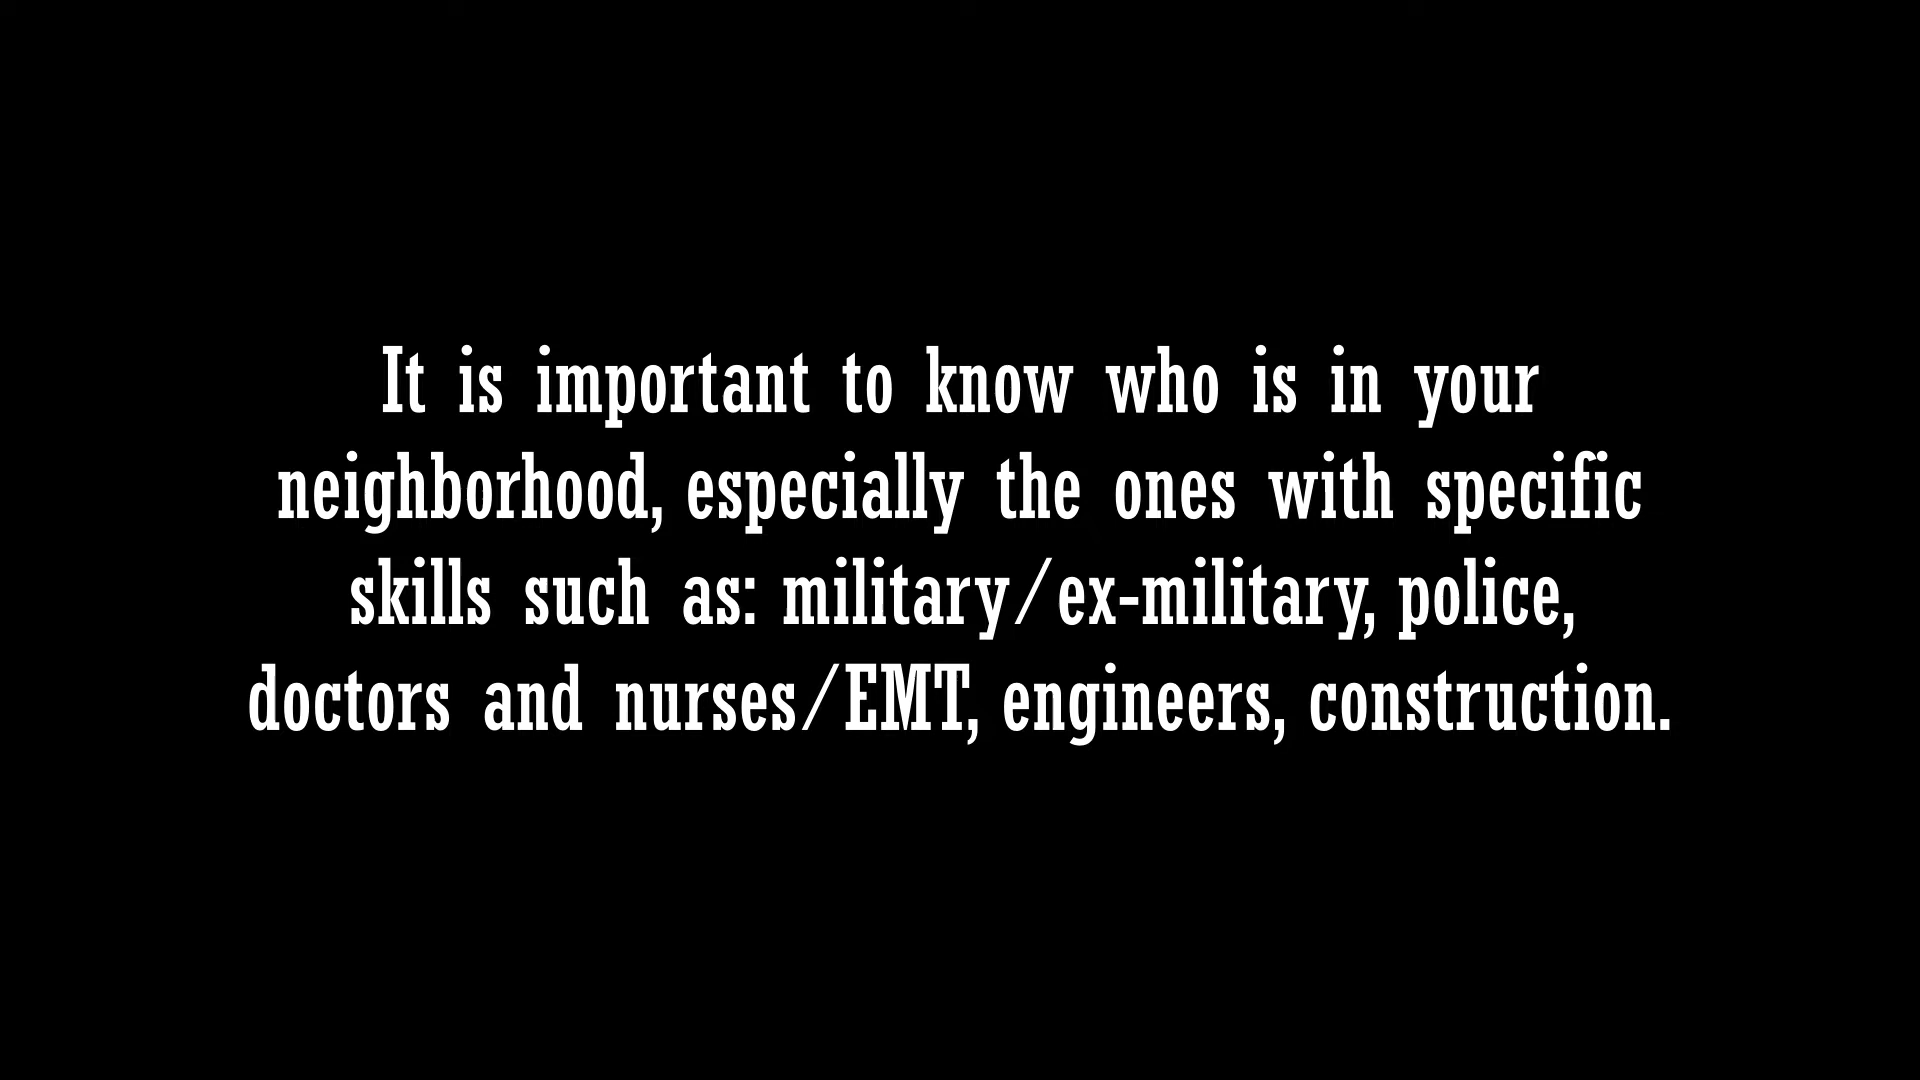 It is important to know who is in your
neighborhood, especially the ones with specific
skills such as: military/ex-military, police,
doctors and nurses/EMT, engineers, construction.